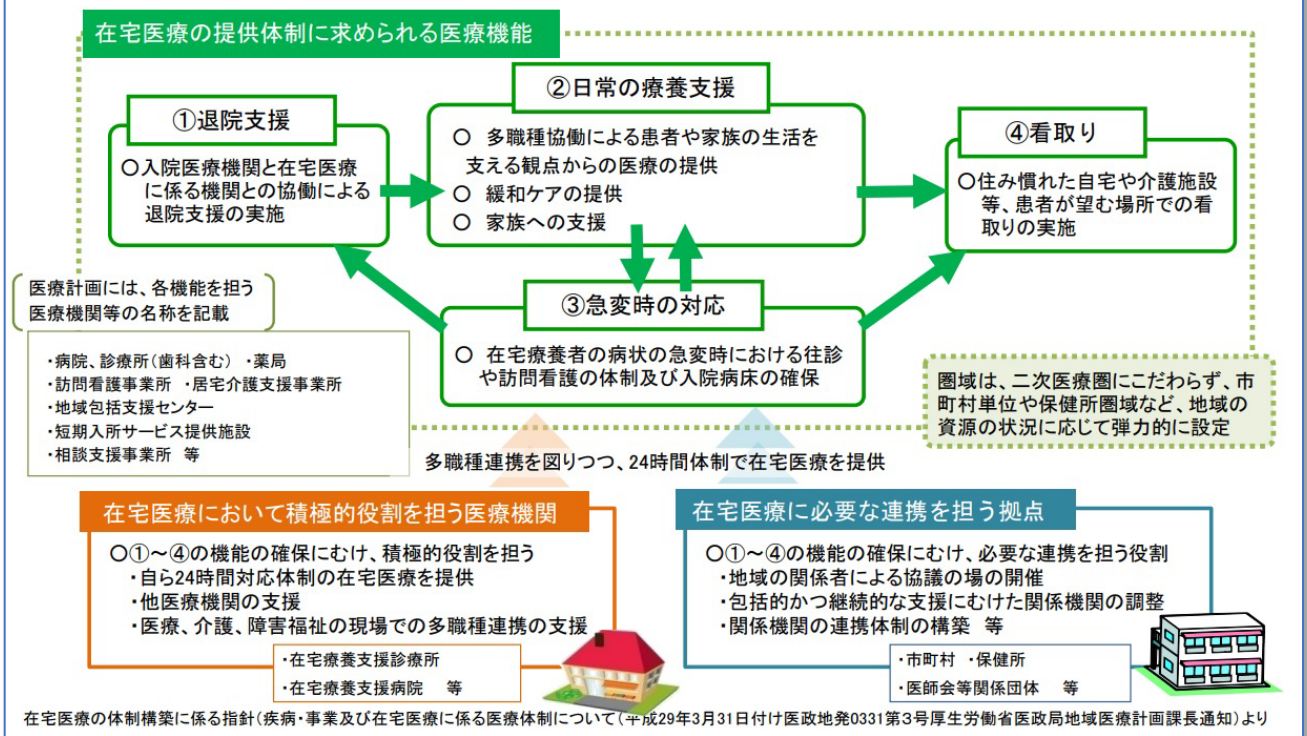 在宅医療の提供体制に求められる医療機能
①退院支援
〇入院医療機関と在宅医療
に係る機関との協働による
退院支援の実施
②日常の療養支援
〇 多職種協働による患者や家族の生活を
支える観点からの医療の提供
〇 緩和ケアの提供
〇 家族への支援
④看取り
〇住み慣れた自宅や介護施設
等、患者が望む場所での看
取りの実施
③急変時の対応
〇 在宅療養者の病状の急変時における往診
や訪問看護の体制及び入院病床の確保
医療計画には、各機能を担う
医療機関等の名称を記載
・病院、診療所(歯科含む) ・薬局
・訪問看護事業所 ・居宅介護支援事業所
・地域包括支援センター
・短期入所サービス提供施設
・相談支援事業所 等
圏域は、二次医療圏にこだわらず、市
町村単位や保健所圏域など、地域の
資源の状況に応じて弾力的に設定
多職種連携を図りつつ、24時間体制で在宅医療を提供
在宅医療において積極的役割を担う医療機関
〇①～④の機能の確保にむけ、積極的役割を担う
・自ら24時間対応体制の在宅医療を提供
・他医療機関の支援
・医療、介護、障害福祉の現場での多職種連携の支援
・在宅療養支援診療所
・在宅療養支援病院 等
在宅医療に必要な連携を担う拠点
〇①～④の機能の確保にむけ、必要な連携を担う役割
・地域の関係者による協議の場の開催
・包括的かつ継続的な支援にむけた関係機関の調整
・関係機関の連携体制の構築 等
・市町村 ・保健所
・医師会等関係団体 等
在宅医療の体制構築に係る指針(疾病・事業及び在宅医療に係る医療体制について(平成29年3月31日付け医政地発0331第3号厚生労働省医政局地域医療計画課長通知)より